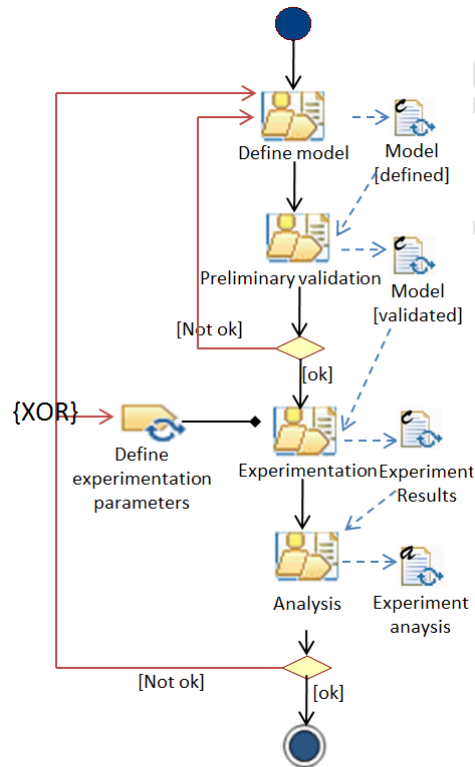 Define model
Model
[defined]
Preliminary validation
Model
[validated]
[Not ok]
[ok]
{XOR}
Define
experimentation
parameters
Experimentation
Experiment
Results
Analysis
Experiment
anaysis
[Not ok]
[ok]